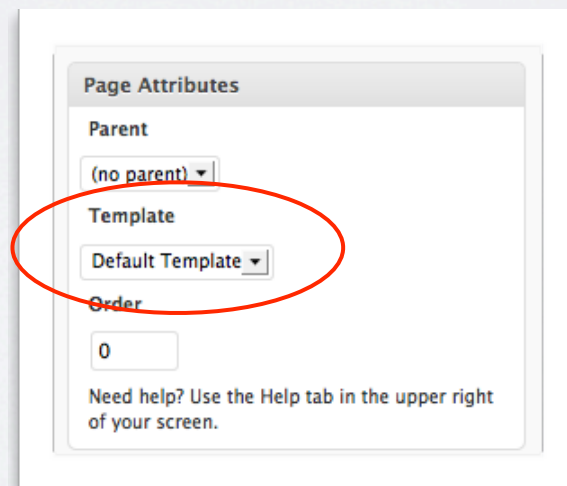 Page Attributes
Parent
(no parent)
Template
Default Template
Order
0
Need help? Use the Help tab in the upper right
of your screen.